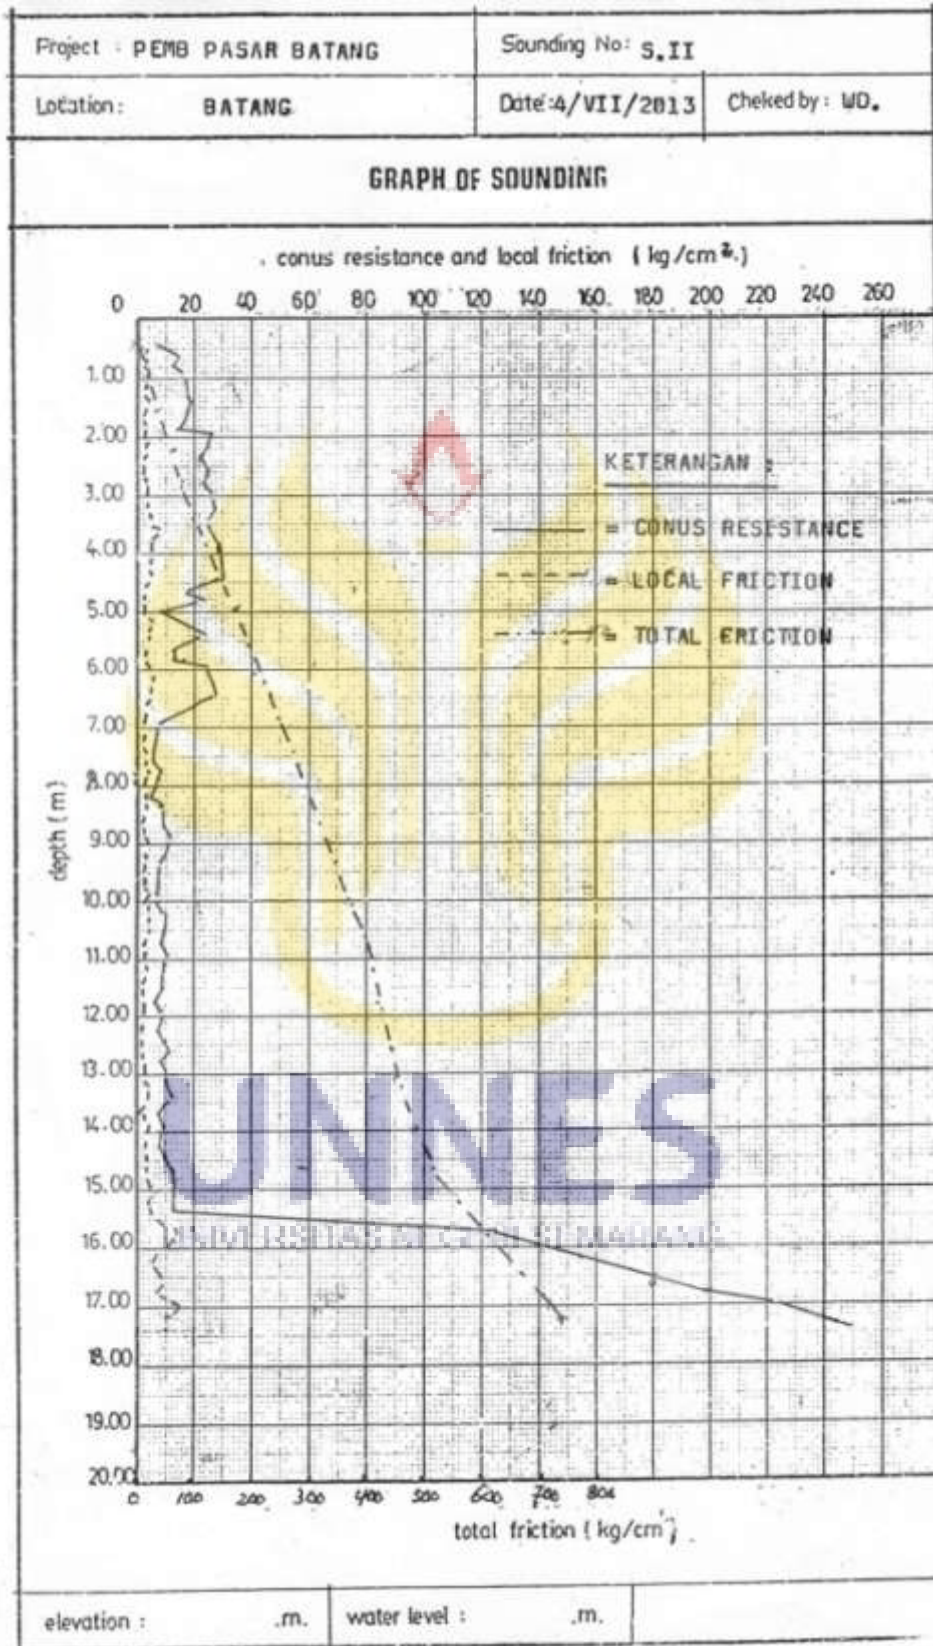 Project : PEMB PASAR BATANG
Sounding No: S.II
Location: BATANG
Date:4/VII/2013
Cheked by: WD.
GRAPH OF SOUNDING
conus resistance and local friction (kg/cm².)
0 20 40 60 80 100 120 140 160 180 200 220 240 260
1.00
2.00
3.00
4.00
5.00
6.00
7.00
8.00
9.00
10.00
11.00
12.00
13.00
14.00
15.00
16.00
17.00
18.00
19.00
20.00
depth (m)
KETERANGAN :
= CONUS RESISTANCE
= LOCAL FRICTION
= TOTAL FRICTION
UNNES
0 100 200 300 400 500 600 700
total friction (kg/cm)
elevation : .m.
water level : .m.